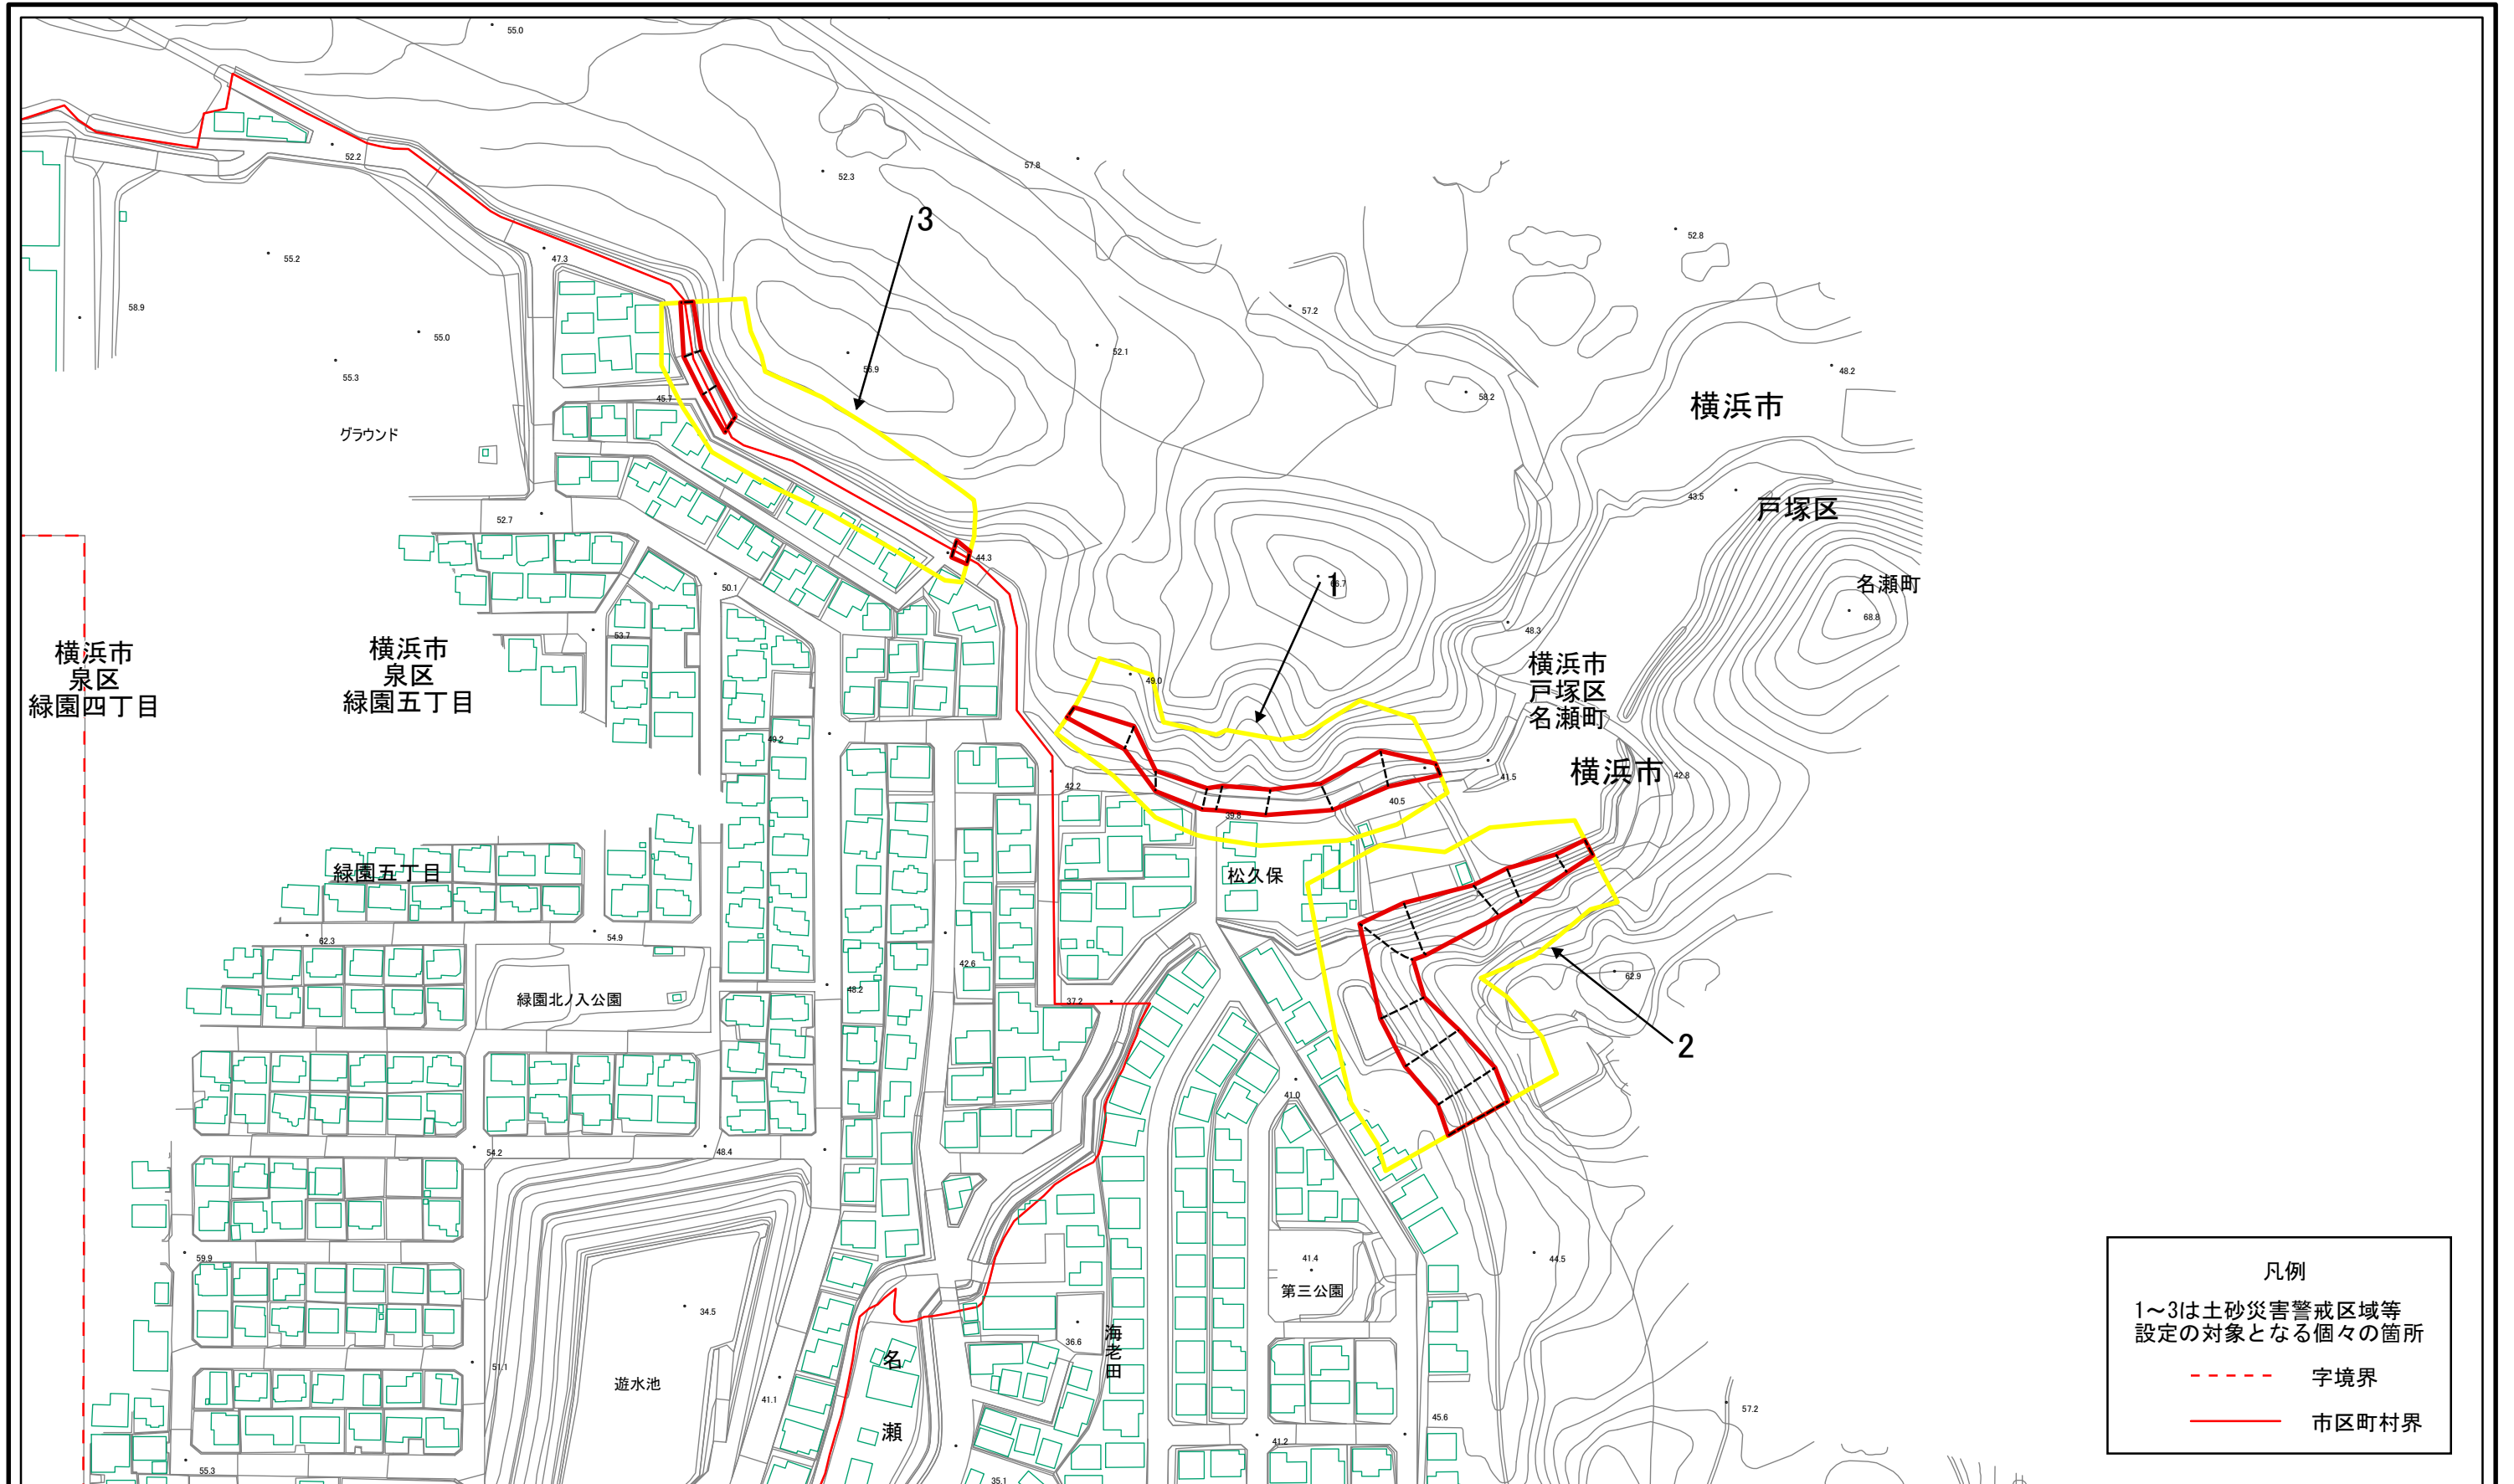 55.0
52.2
52.3
57.8
3
52.8
47.3
55.2
58.9
57.2
55.0
52.1
48.2
55.3
56.9
58.2
横浜市
45.7
グラウンド
43.5
戸塚区
52.7
44.3
50.1
66.7
1
名瀬町
68.8
53.7
48.3
横浜市
泉区
緑園四丁目
横浜市
泉区
緑園五丁目
横浜市
戸塚区
名瀬町
49.0
49.2
横浜市
42.2
41.5
42.8
40.5
39.8
緑園五丁目
松久保
62.3
54.9
42.6
62.9
緑園北ノ入公園
48.2
37.2
2
41.0
54.2
48.4
59.9
41.4
44.5
第三公園
34.5
36.6
海老田
51.1
名瀬
遊水池
41.1
57.2
45.6
41.2
55.3
35.1
凡例
1～3は土砂災害警戒区域等
設定の対象となる個々の箇所
字境界
市区町村界